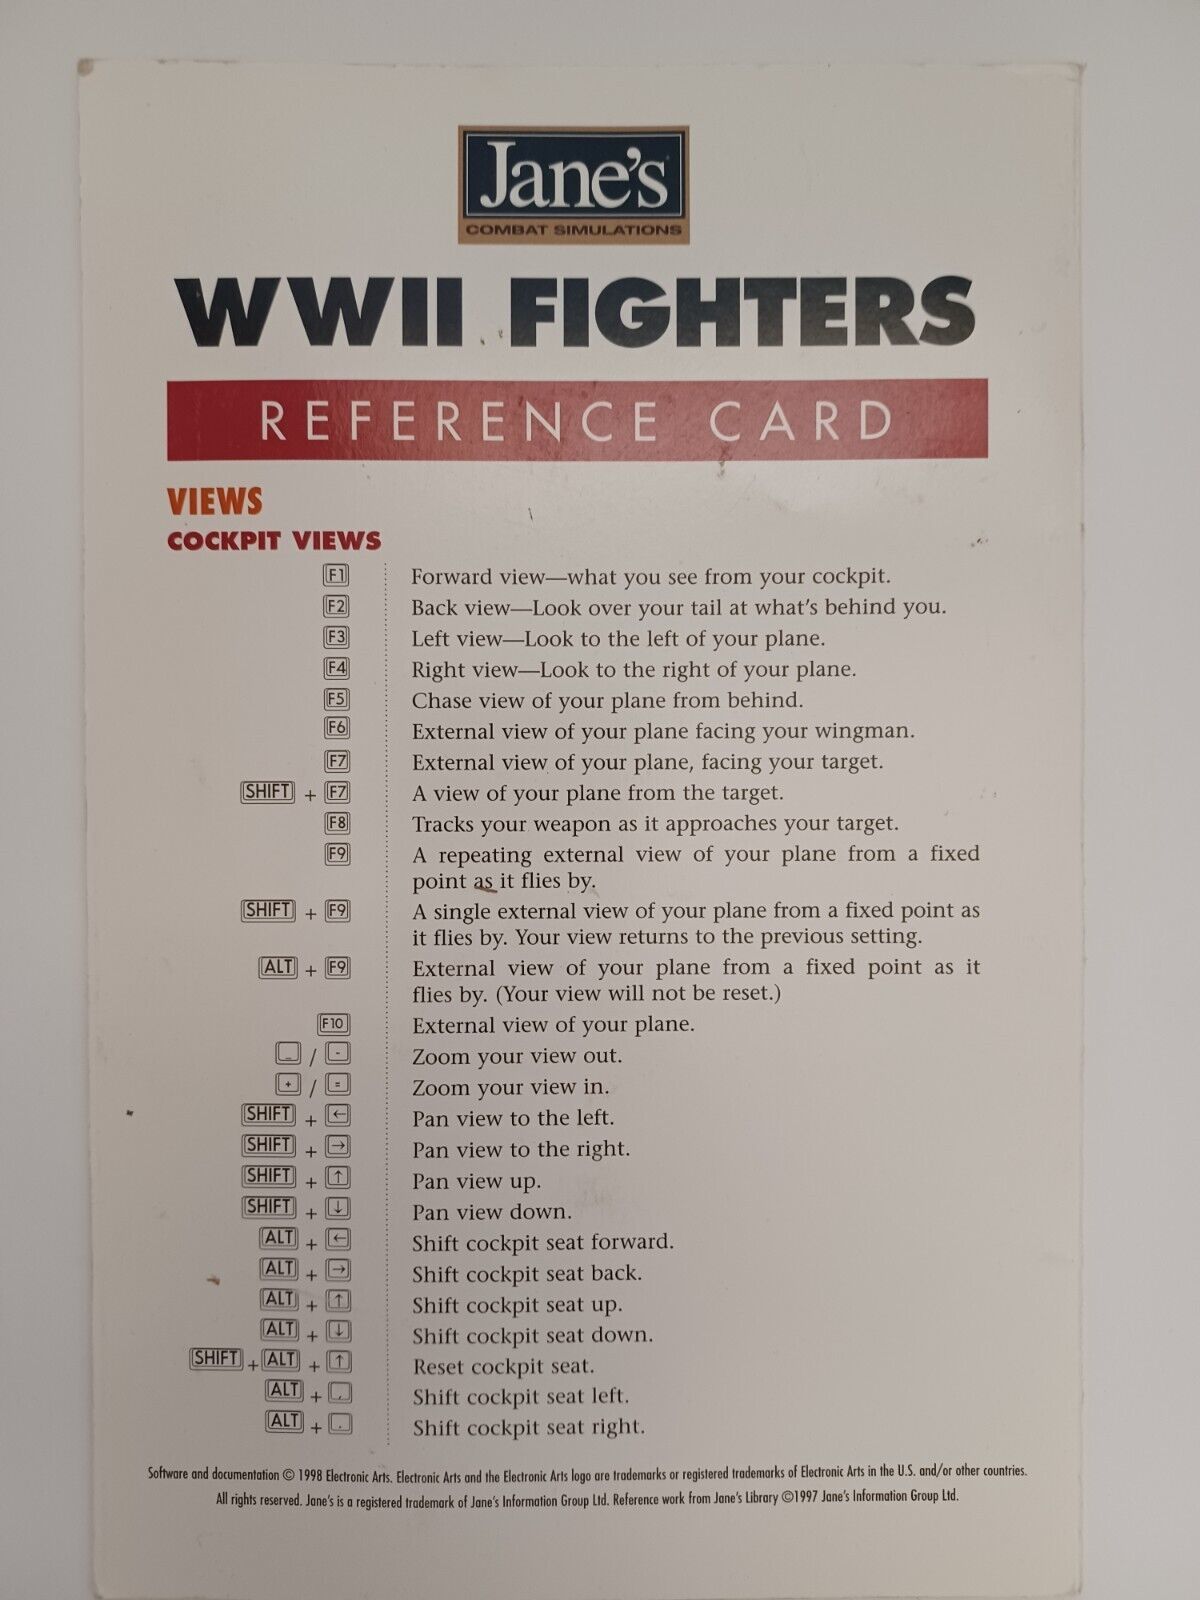 Jane's
COMBAT SIMULATIONS
WWII FIGHTERS
REFERENCE CARD
VIEWS
COCKPIT VIEWS
F1 Forward view—what you see from your cockpit.
F2 Back view—Look over your tail at what's behind you.
F3 Left view—Look to the left of your plane.
F4 Right view—Look to the right of your plane.
F5 Chase view of your plane from behind.
F6 External view of your plane facing your wingman.
F7 External view of your plane, facing your target.
SHIFT + F7 A view of your plane from the target.
F8 Tracks your weapon as it approaches your target.
F9 A repeating external view of your plane from a fixed
point as it flies by.
SHIFT + F9 A single external view of your plane from a fixed point as
it flies by. Your view returns to the previous setting.
ALT + F9 External view of your plane from a fixed point as it
flies by. (Your view will not be reset.)
F10 External view of your plane.
_ / - Zoom your view out.
+ / = Zoom your view in.
SHIFT + ← Pan view to the left.
SHIFT + → Pan view to the right.
SHIFT + ↑ Pan view up.
SHIFT + ↓ Pan view down.
ALT + ← Shift cockpit seat forward.
ALT + → Shift cockpit seat back.
ALT + ↑ Shift cockpit seat up.
ALT + ↓ Shift cockpit seat down.
SHIFT + ALT + ↑ Reset cockpit seat.
ALT + , Shift cockpit seat left.
ALT + . Shift cockpit seat right.
Software and documentation © 1998 Electronic Arts. Electronic Arts and the Electronic Arts logo are trademarks or registered trademarks of Electronic Arts in the U.S. and/or other countries.
All rights reserved. Jane's is a registered trademark of Jane's Information Group Ltd. Reference work from Jane's Library ©1997 Jane's Information Group Ltd.